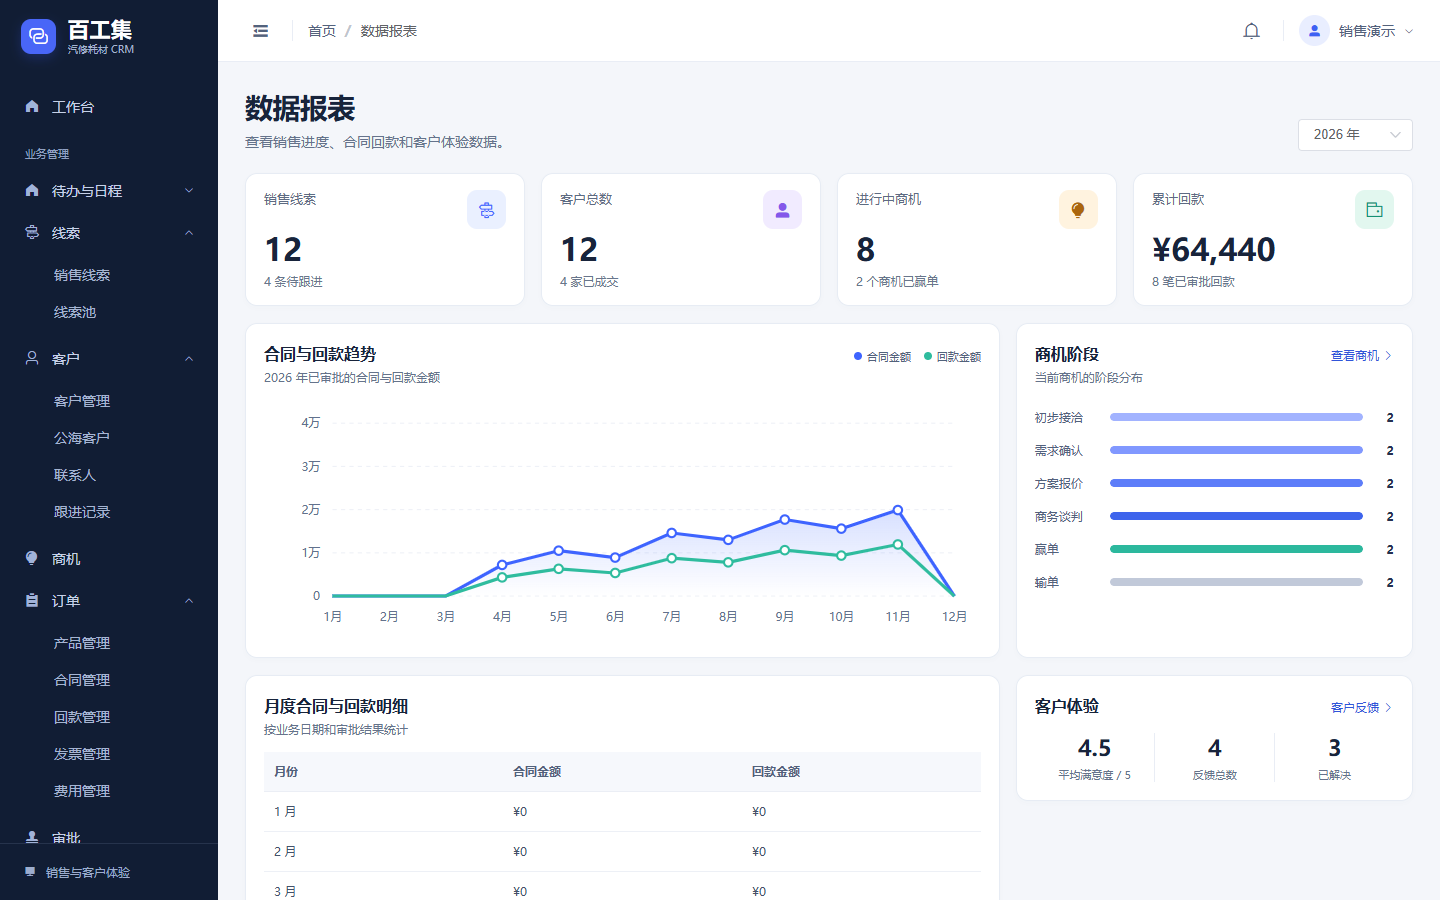 百工集
汽修耗材 CRM
工作台
业务管理
待办与日程
线索
销售线索
线索池
客户
客户管理
公海客户
联系人
跟进记录
商机
订单
产品管理
合同管理
回款管理
发票管理
费用管理
审批
销售与客户体验
首页 / 数据报表
销售演示
数据报表
查看销售进度、合同回款和客户体验数据。
2026 年
销售线索
12
4 条待跟进
客户总数
12
4 家已成交
进行中商机
8
2 个商机已赢单
累计回款
¥64,440
8 笔已审批回款
合同与回款趋势
2026 年已审批的合同与回款金额
合同金额 回款金额
4万
3万
2万
1万
0
1月 2月 3月 4月 5月 6月 7月 8月 9月 10月 11月 12月
商机阶段
查看商机
当前商机的阶段分布
初步接洽 2
需求确认 2
方案报价 2
商务谈判 2
赢单 2
输单 2
月度合同与回款明细
按业务日期和审批结果统计
月份 合同金额 回款金额
1 月 ¥0 ¥0
2 月 ¥0 ¥0
3 月 ¥0 ¥0
客户体验
客户反馈
4.5
平均满意度 / 5
4
反馈总数
3
已解决